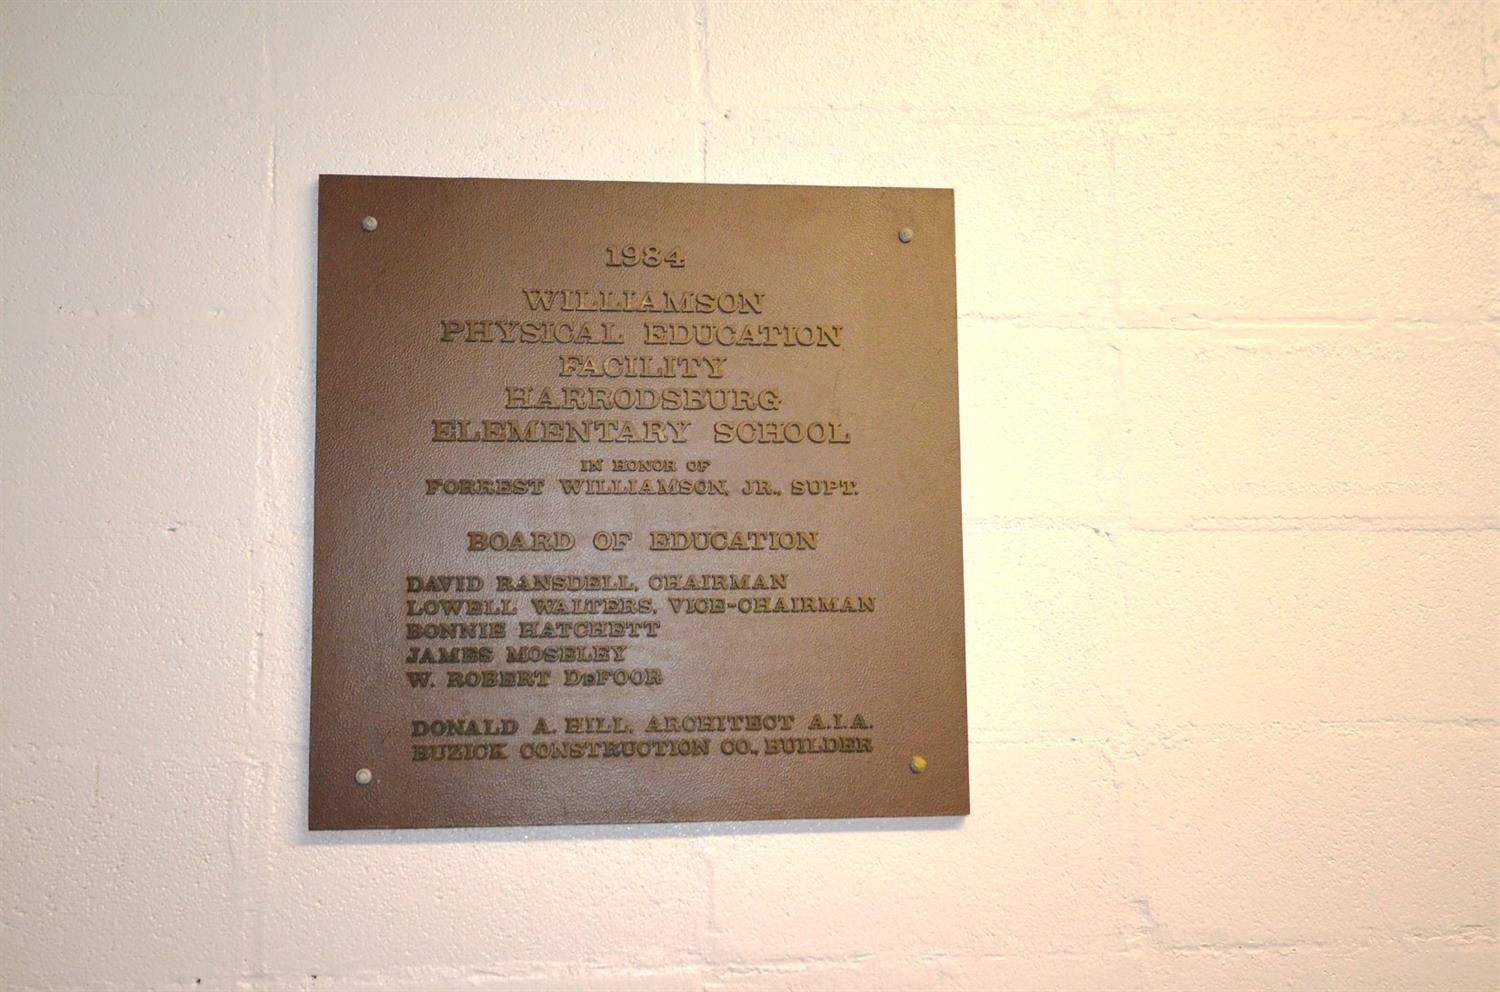 1984
WILLIAMSON
PHYSICAL EDUCATION
FACILITY
HARRODSBURG
ELEMENTARY SCHOOL
IN HONOR OF
FORREST WILLIAMSON, JR., SUPT.
BOARD OF EDUCATION
DAVID RANSDELL, CHAIRMAN
LOWELL WALTERS, VICE-CHAIRMAN
BONNIE HATCHETT
JAMES MOSELEY
W. ROBERT DeFOOR
DONALD A. HILL, ARCHITECT A.I.A.
BUZICK CONSTRUCTION CO., BUILDER